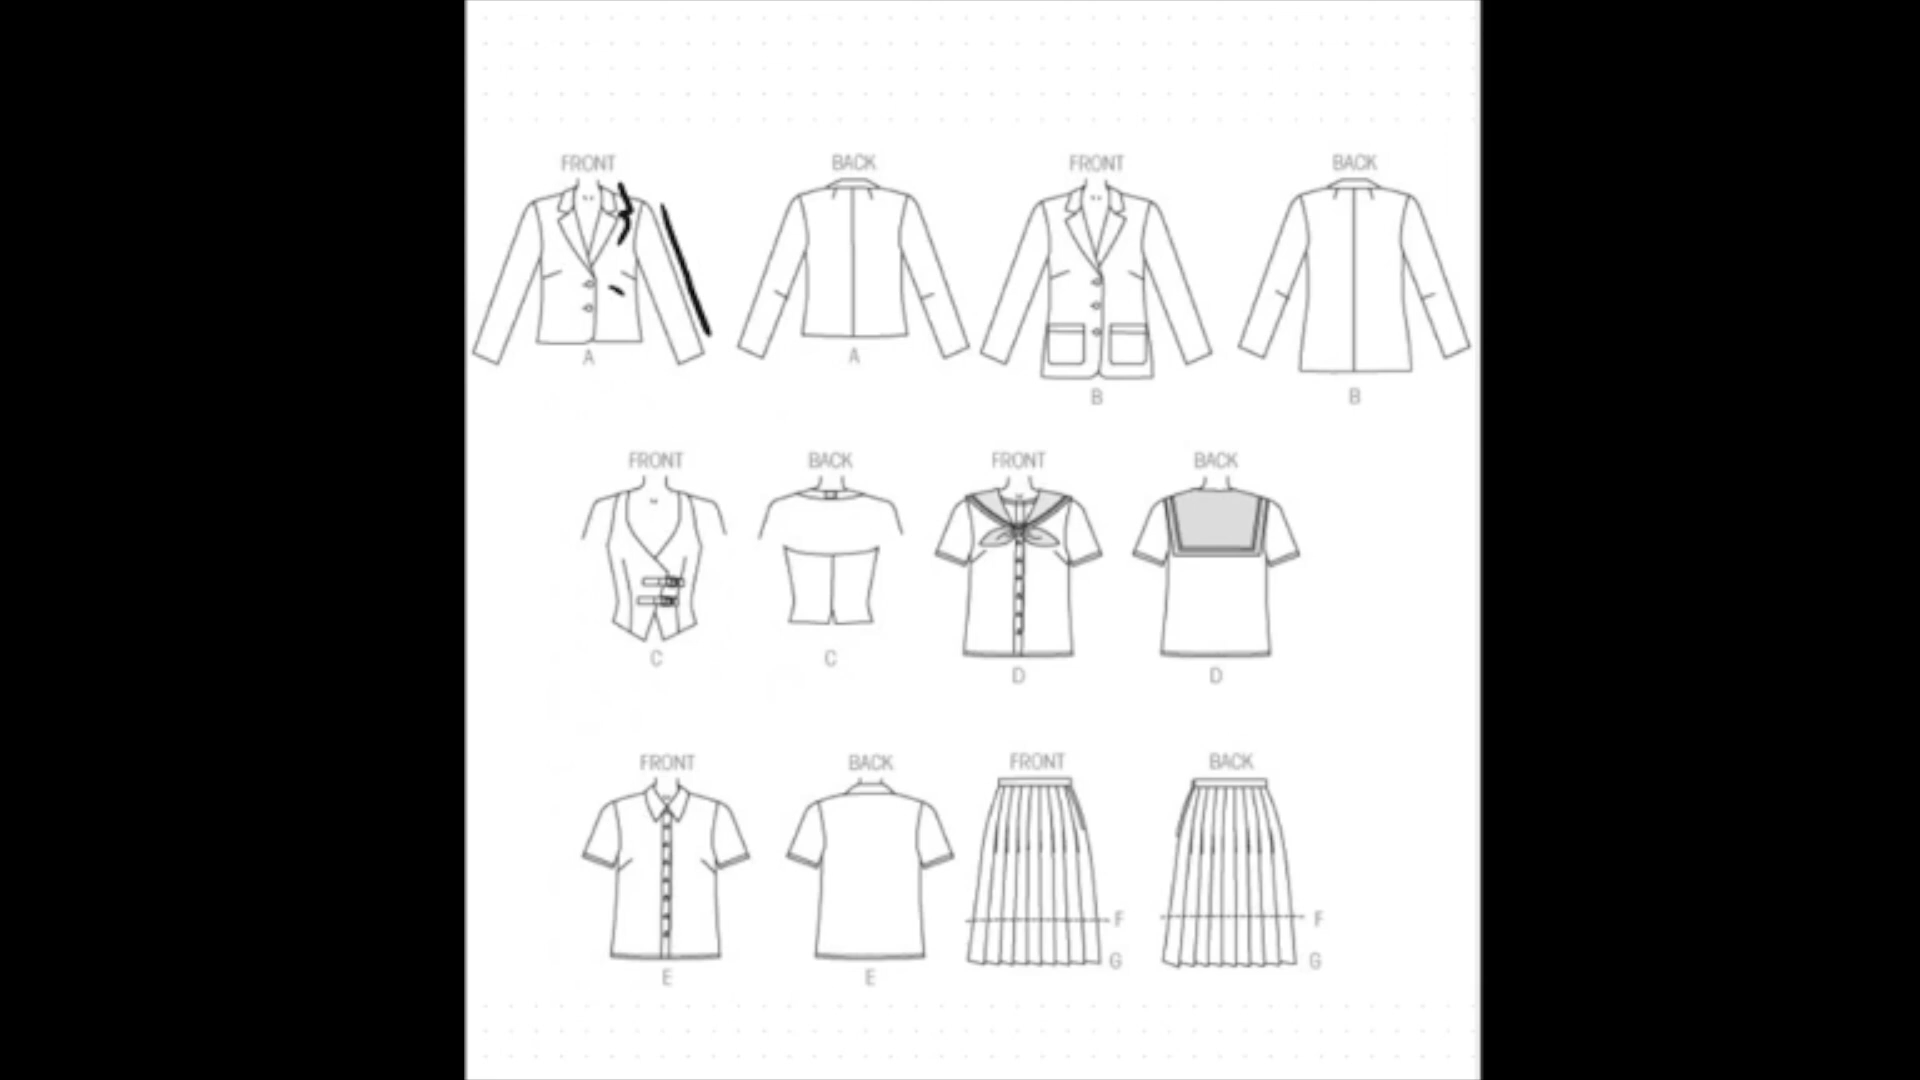 FRONT BACK FRONT BACK
A A B B
FRONT BACK FRONT BACK
C C D D
FRONT BACK FRONT BACK
F F
G G
E E